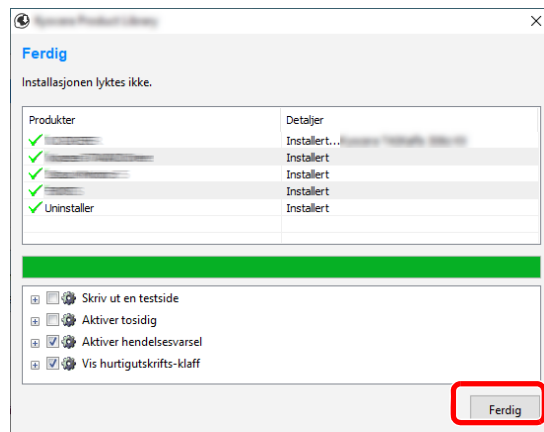 Ferdig
Installasjonen lyktes ikke.
Produkter Detaljer
Installert...
Installert
Installert
Installert
Uninstaller Installert
Skriv ut en testside
Aktiver tosidig
Aktiver hendelsesvarsel
Vis hurtigutskrifts-klaff
Ferdig